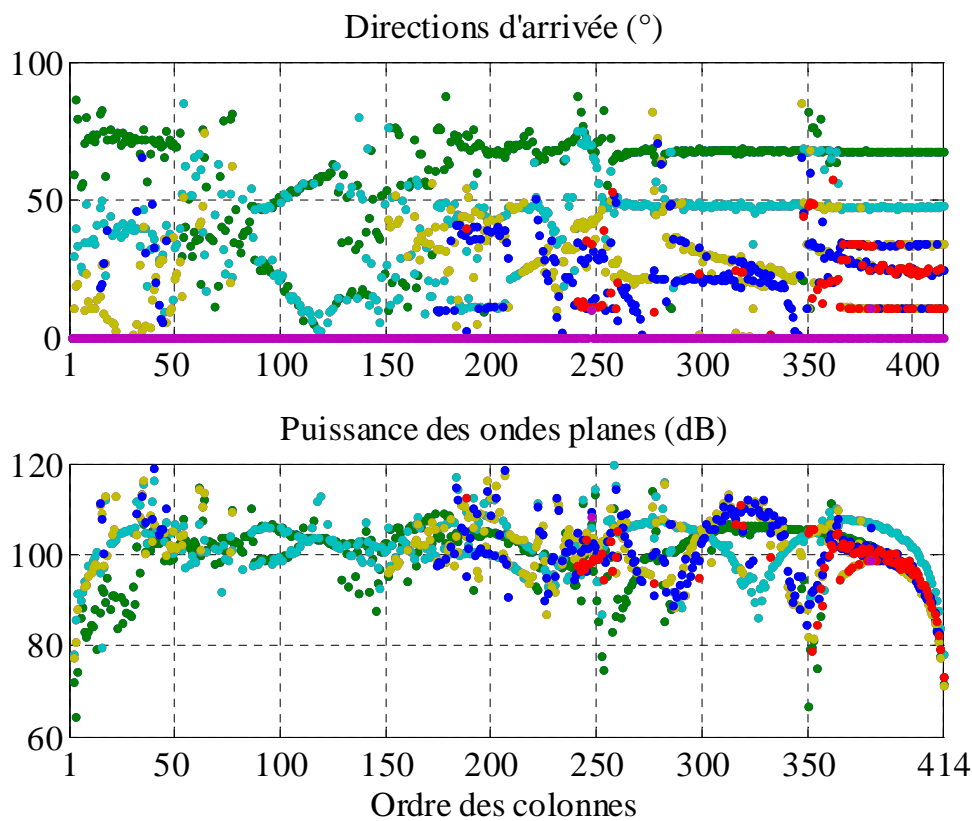 Directions d'arrivée (°)
100
50
0
1 50 100 150 200 250 300 350 400
Puissance des ondes planes (dB)
120
100
80
60
1 50 100 150 200 250 300 350 414
Ordre des colonnes